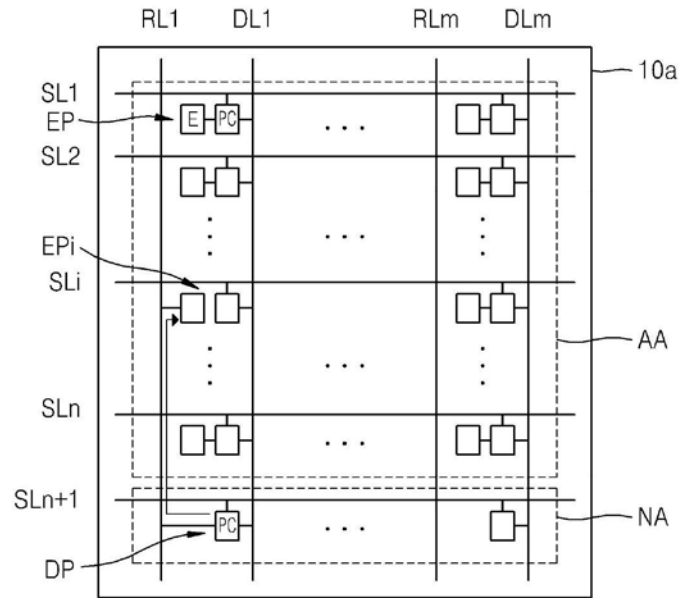 RL1 DL1 RLm DLm
10a
SL1
EP E PC
SL2
EPi
SLi
AA
SLn
SLn+1
NA
PC
DP